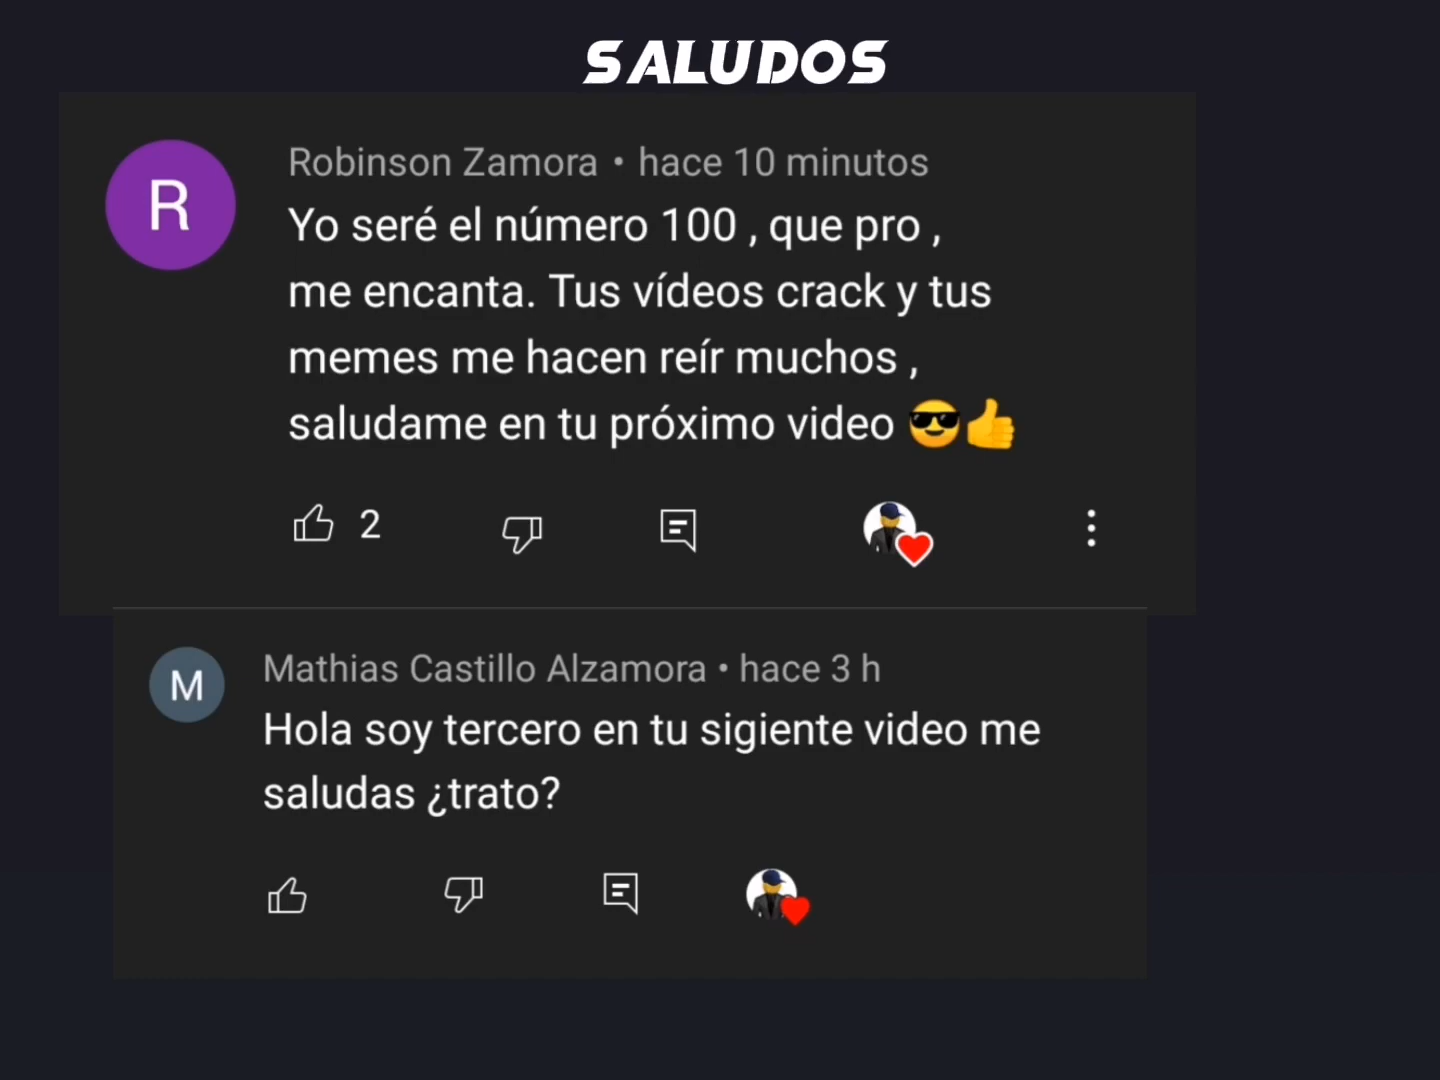 SALUDOS
R
Robinson Zamora • hace 10 minutos
Yo seré el número 100 , que pro ,
me encanta. Tus vídeos crack y tus
memes me hacen reír muchos ,
saludame en tu próximo video 😎👍
2
M
Mathias Castillo Alzamora • hace 3 h
Hola soy tercero en tu sigiente video me
saludas ¿trato?